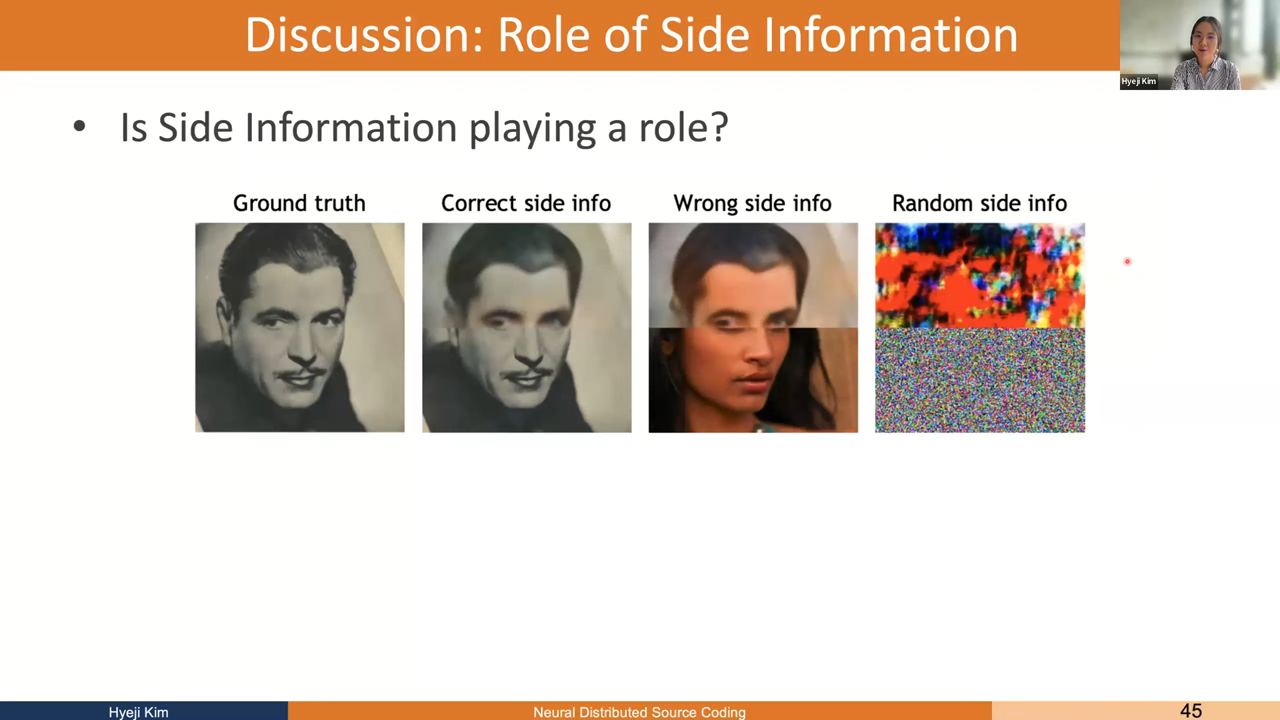 Discussion: Role of Side Information
Hyeji Kim
• Is Side Information playing a role?
Ground truth
Correct side info
Wrong side info
Random side info
Hyeji Kim
Neural Distributed Source Coding
45